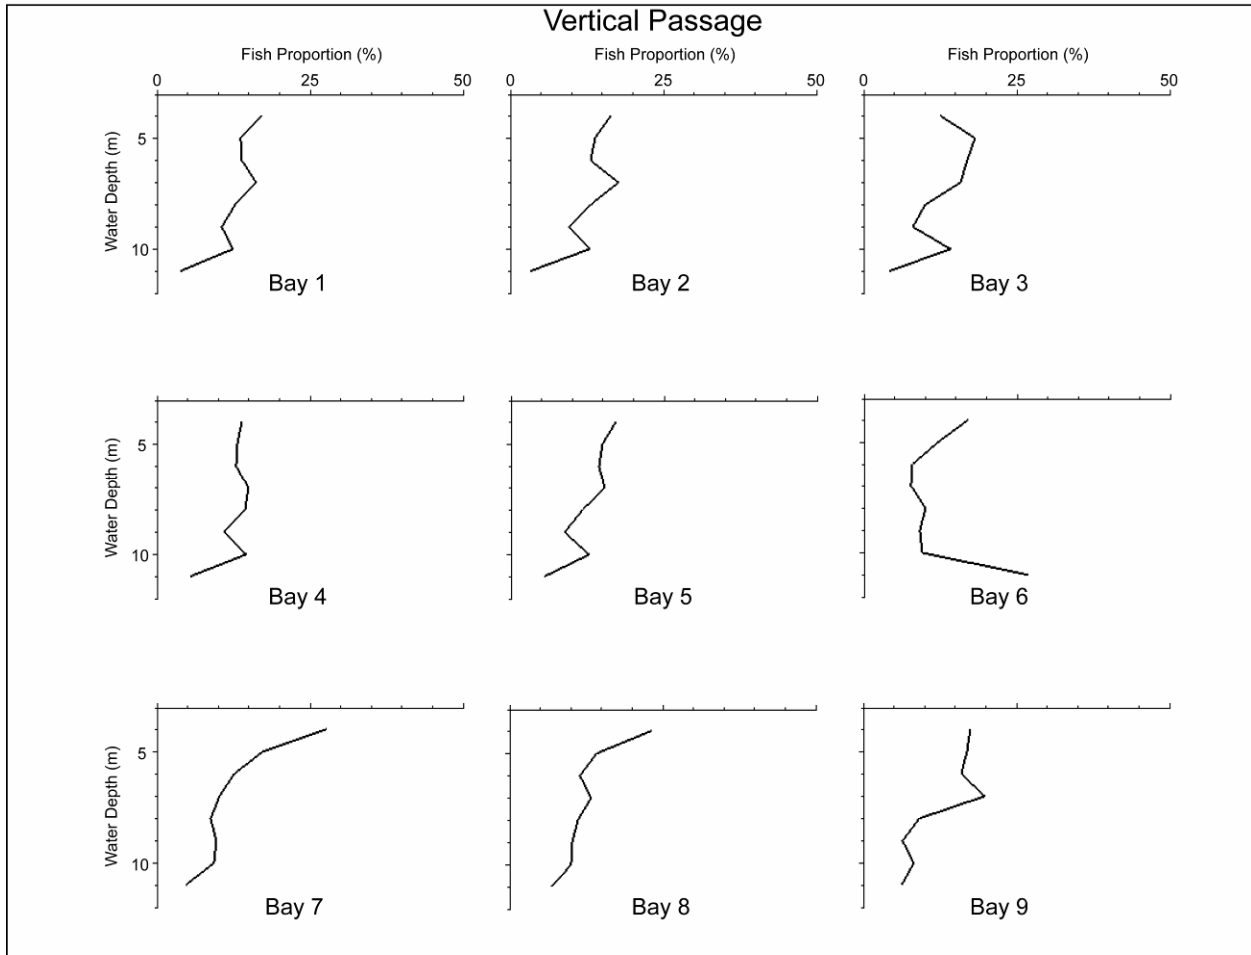 Vertical Passage
Fish Proportion (%) Fish Proportion (%) Fish Proportion (%)
0 25 50 0 25 50 0 25 50
Water Depth (m)
5
10
Bay 1 Bay 2 Bay 3
Water Depth (m)
5
10
Bay 4 Bay 5 Bay 6
Water Depth (m)
5
10
Bay 7 Bay 8 Bay 9